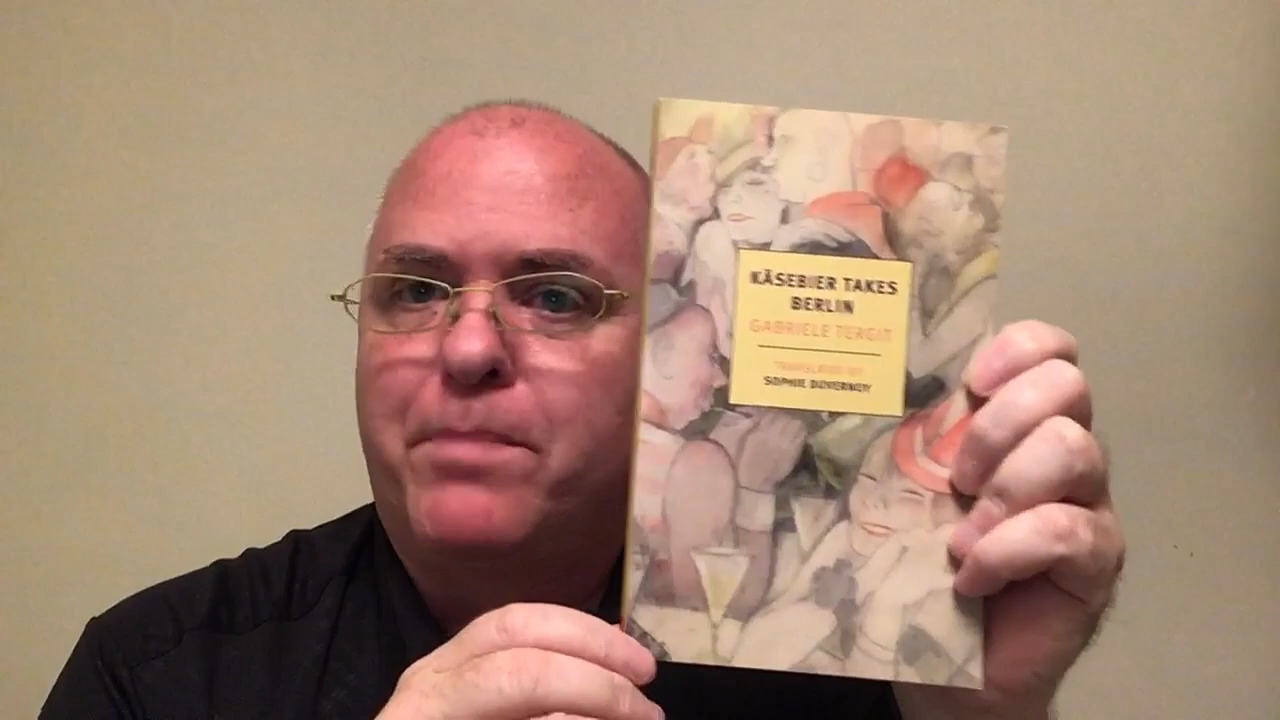 KÄSEBIER TAKES
BERLIN
GABRIELE TERGIT
TRANSLATED BY
SOPHIE DUVERNOY